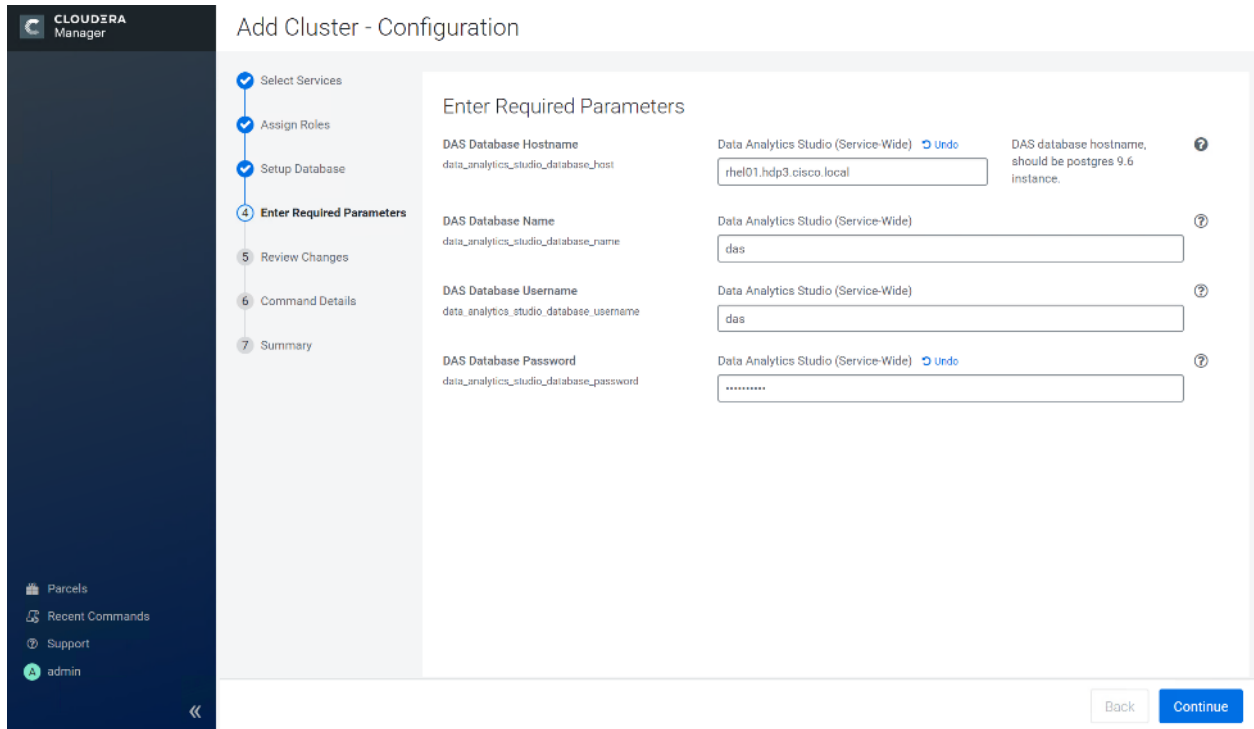 CLOUDERA
Manager
Add Cluster - Configuration
Select Services
Assign Roles
Setup Database
4 Enter Required Parameters
5 Review Changes
6 Command Details
7 Summary
Enter Required Parameters
DAS Database Hostname
data_analytics_studio_database_host
Data Analytics Studio (Service-Wide) Undo
rhel01.hdp3.cisco.local
DAS database hostname,
should be postgres 9.6
instance.
?
DAS Database Name
data_analytics_studio_database_name
Data Analytics Studio (Service-Wide)
das
?
DAS Database Username
data_analytics_studio_database_username
Data Analytics Studio (Service-Wide)
das
?
DAS Database Password
data_analytics_studio_database_password
Data Analytics Studio (Service-Wide) Undo
••••••••••
?
Parcels
Recent Commands
? Support
A admin
«
Back
Continue